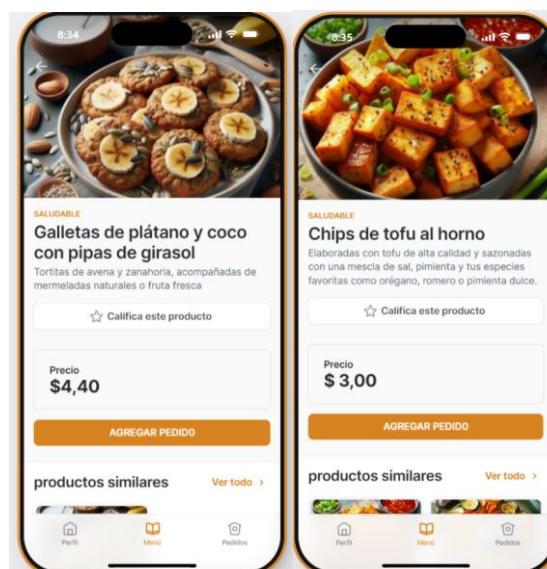 8:34
SALUDABLE
Galletas de plátano y coco
con pipas de girasol
Tortitas de avena y zanahoria, acompañadas de
mermeladas naturales o fruta fresca
Califica este producto
Precio
$4,40
AGREGAR PEDIDO
productos similares
Ver todo >
Perfil
Menú
Pedidos
8:35
SALUDABLE
Chips de tofu al horno
Elaboradas con tofu de alta calidad y sazonadas
con una mescla de sal, pimienta y tus especies
favoritas como orégano, romero o pimienta dulce.
Califica este producto
Precio
$ 3,00
AGREGAR PEDIDO
productos similares
Ver todo >
Perfil
Menú
Pedidos